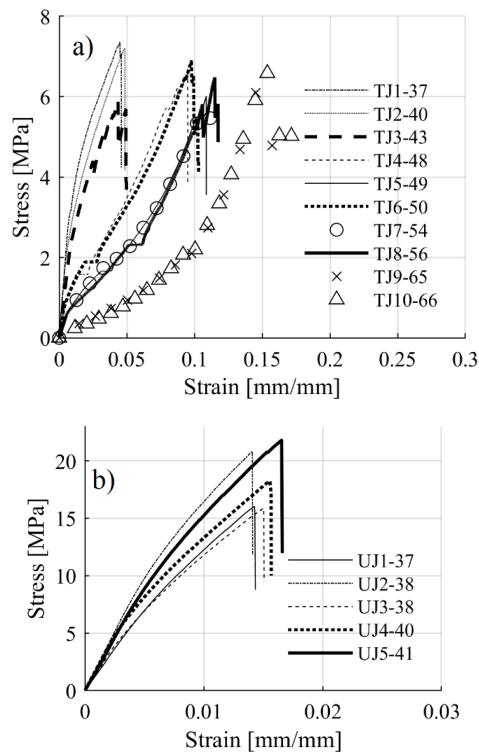 a)
8
6
4
2
0
Stress [MPa]
TJ1-37
TJ2-40
TJ3-43
TJ4-48
TJ5-49
TJ6-50
TJ7-54
TJ8-56
TJ9-65
TJ10-66
0 0.05 0.1 0.15 0.2 0.25 0.3
Strain [mm/mm]
b)
20
15
10
5
0
Stress [MPa]
UJ1-37
UJ2-38
UJ3-38
UJ4-40
UJ5-41
0 0.01 0.02 0.03
Strain [mm/mm]